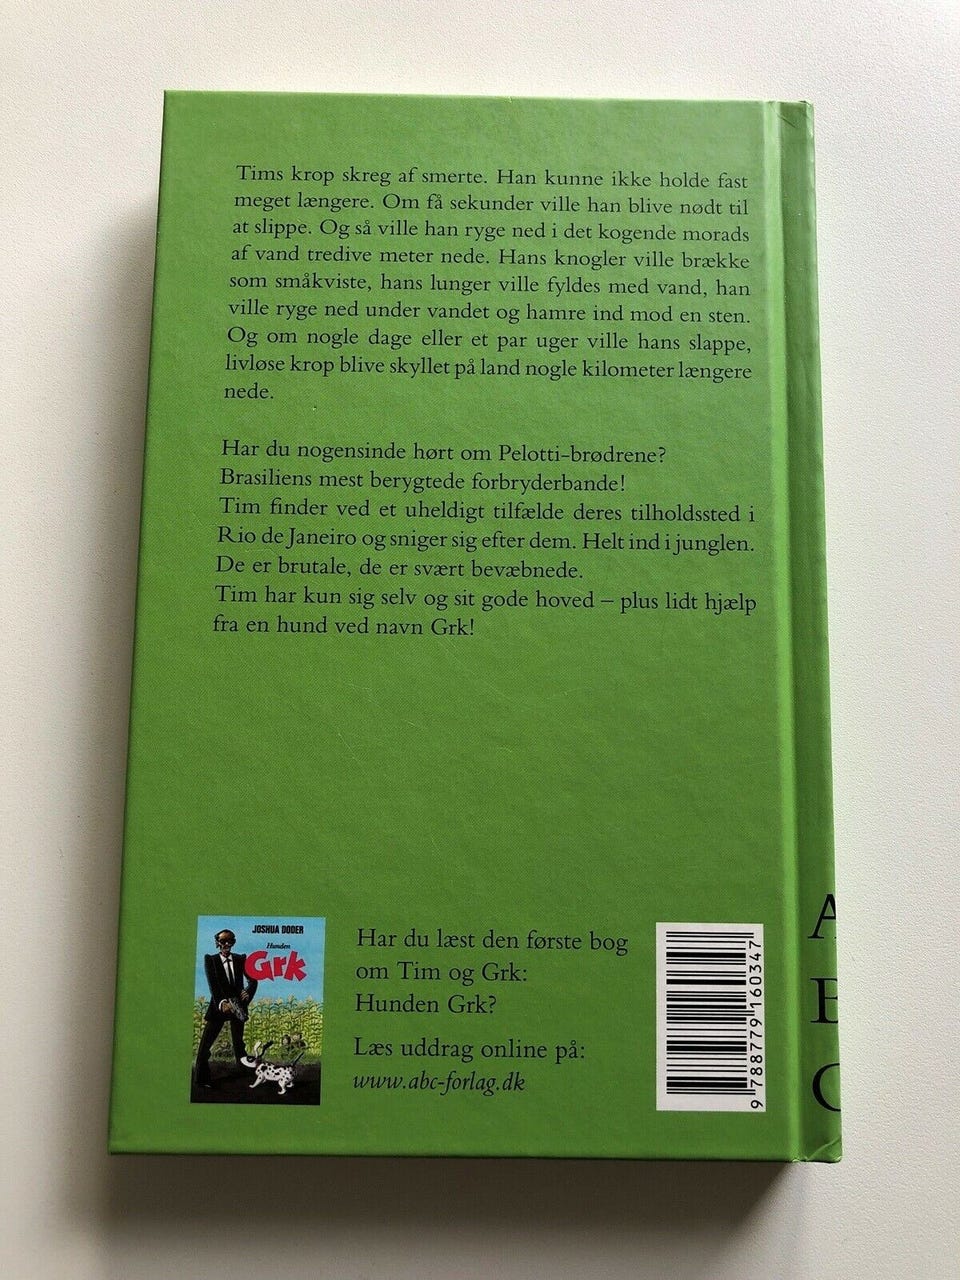 Tims krop skreg af smerte. Han kunne ikke holde fast
meget længere. Om få sekunder ville han blive nødt til
at slippe. Og så ville han ryge ned i det kogende morads
af vand tredive meter nede. Hans knogler ville brække
som småkviste, hans lunger ville fyldes med vand, han
ville ryge ned under vandet og hamre ind mod en sten.
Og om nogle dage eller et par uger ville hans slappe,
livløse krop blive skyllet på land nogle kilometer længere
nede.
Har du nogensinde hørt om Pelotti-brødrene?
Brasiliens mest berygtede forbryderbande!
Tim finder ved et uheldigt tilfælde deres tilholdssted i
Rio de Janeiro og sniger sig efter dem. Helt ind i junglen.
De er brutale, de er svært bevæbnede.
Tim har kun sig selv og sit gode hoved – plus lidt hjælp
fra en hund ved navn Grk!
JOSHUA DODER
Hunden
Grk
Har du læst den første bog
om Tim og Grk:
Hunden Grk?
Læs uddrag online på:
www.abc-forlag.dk
9 788779 160347
A
B
C